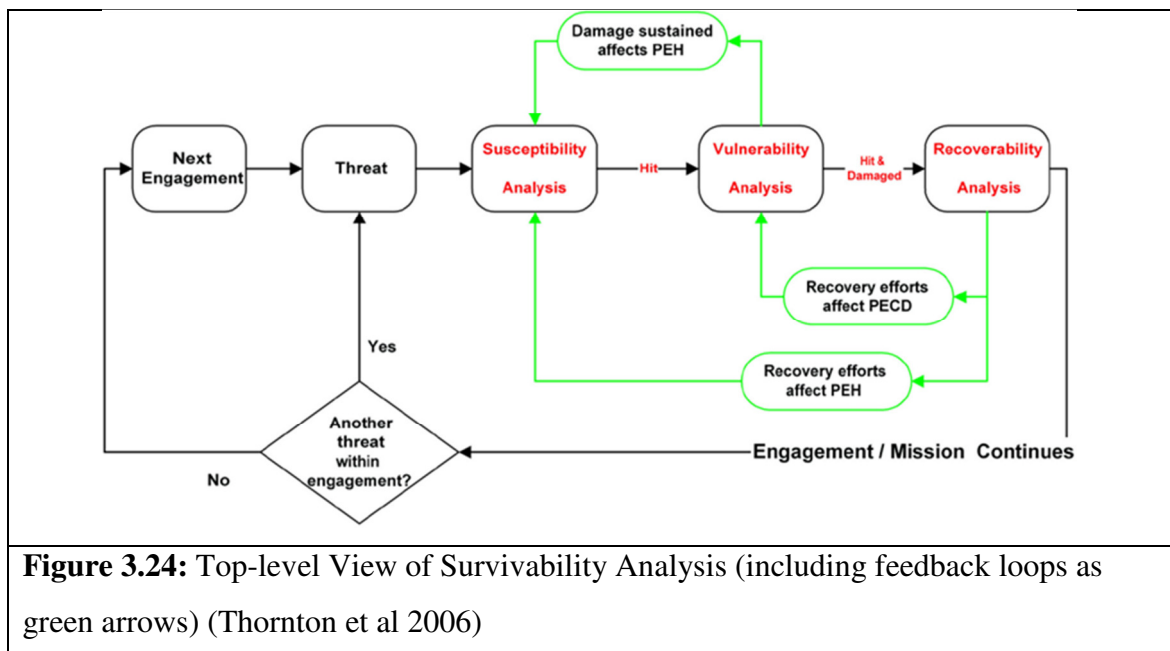 Damage sustained
affects PEH
Next
Engagement
Threat
Susceptibility
Analysis
Hit
Vulnerability
Analysis
Hit &
Damaged
Recoverability
Analysis
Recovery efforts
affect PECD
Yes
Recovery efforts
affect PEH
Another
threat
within
engagement?
No
Engagement / Mission Continues
Figure 3.24: Top-level View of Survivability Analysis (including feedback loops as
green arrows) (Thornton et al 2006)